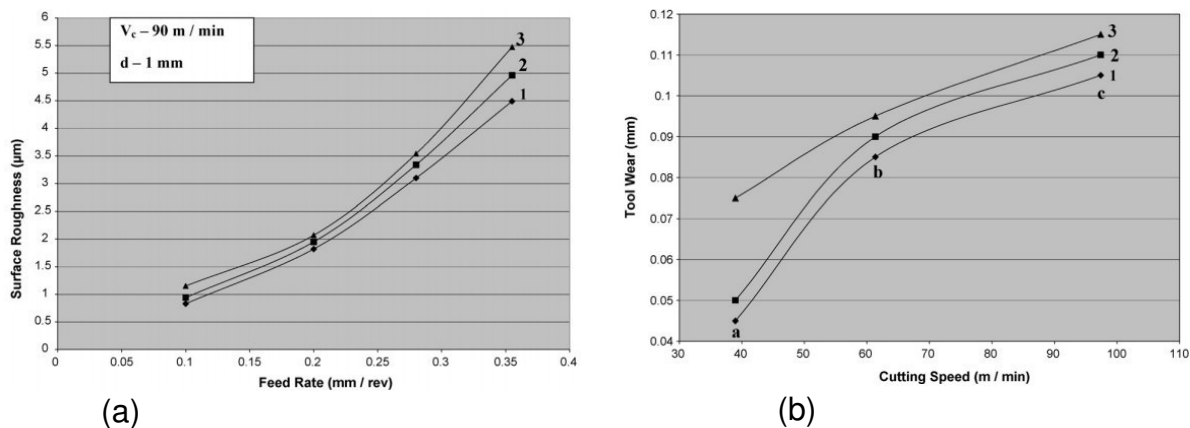 V_c – 90 m / min
d – 1 mm
Surface Roughness (µm)
6
5.5
5
4.5
4
3.5
3
2.5
2
1.5
1
0.5
0
0 0.05 0.1 0.15 0.2 0.25 0.3 0.35 0.4
Feed Rate (mm / rev)
3
2
1
(a)
Tool Wear (mm)
0.12
0.11
0.1
0.09
0.08
0.07
0.06
0.05
0.04
30 40 50 60 70 80 90 100 110
Cutting Speed (m / min)
3
2
1
c
b
a
(b)